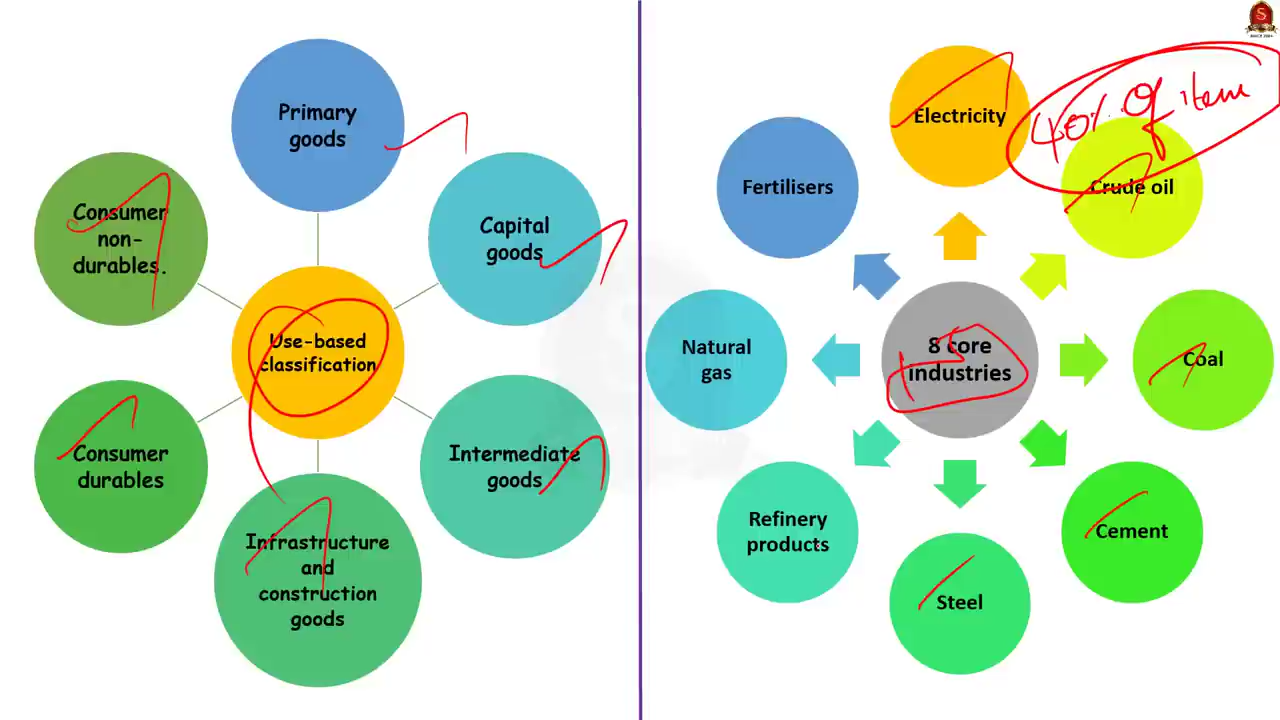 Primary
goods
Capital
goods
Intermediate
goods
Infrastructure
and
construction
goods
Consumer
durables
Consumer
non-
durables.
Use-based
classification
Electricity
40% of item
Crude oil
Coal
Cement
Steel
Refinery
products
Natural
gas
Fertilisers
8 core
industries
S